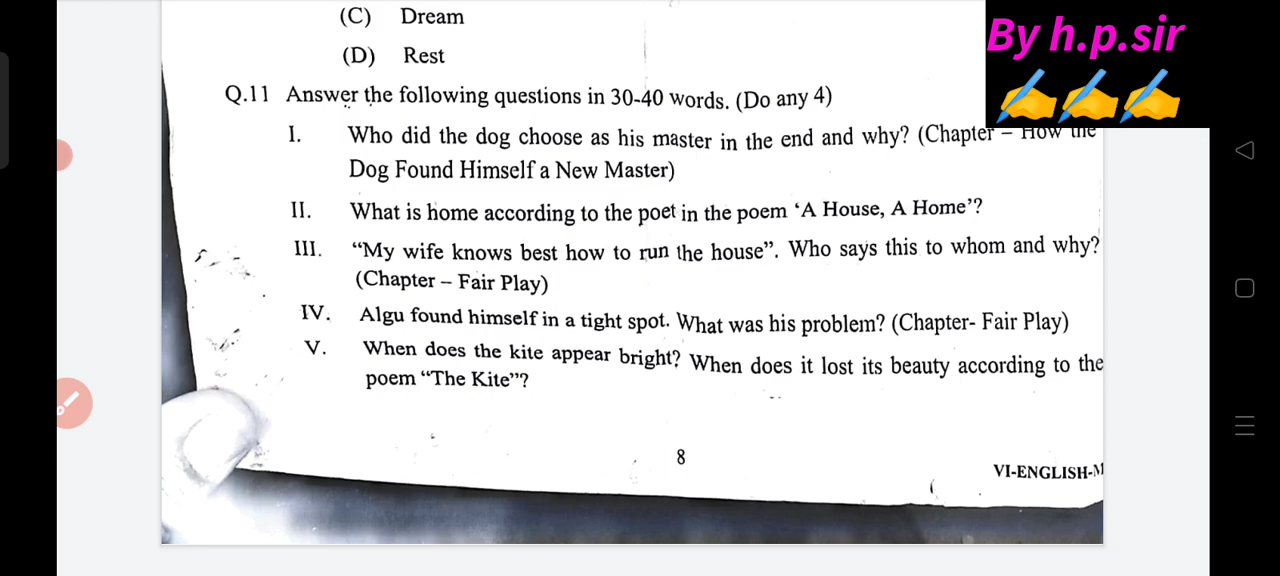 (C) Dream
(D) Rest
By h.p.sir
✍✍✍
Q.11 Answer the following questions in 30-40 words. (Do any 4)
I. Who did the dog choose as his master in the end and why? (Chapter – How the
Dog Found Himself a New Master)
II. What is home according to the poet in the poem ‘A House, A Home’?
III. “My wife knows best how to run the house”. Who says this to whom and why?
(Chapter – Fair Play)
IV. Algu found himself in a tight spot. What was his problem? (Chapter- Fair Play)
V. When does the kite appear bright? When does it lost its beauty according to the
poem “The Kite”?
8
VI-ENGLISH-M